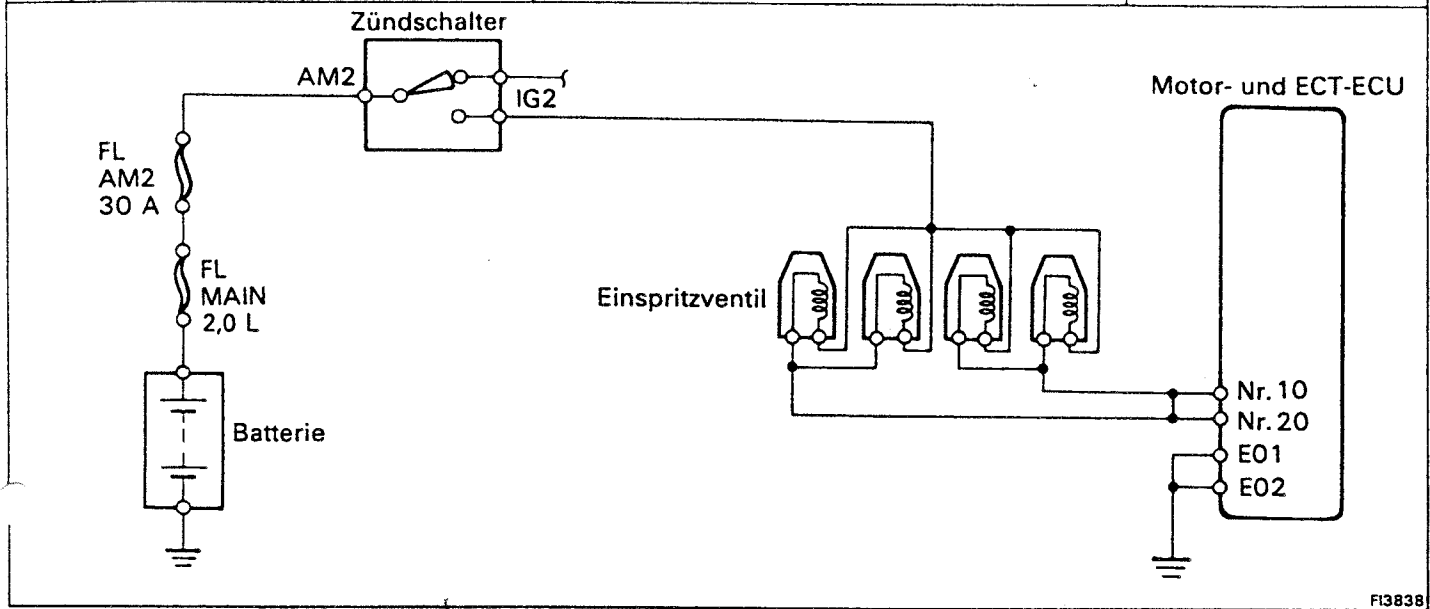 Zündschalter
AM2
IG2
Motor- und ECT-ECU
FL
AM2
30 A
FL
MAIN
2,0 L
Einspritzventil
Batterie
Nr. 10
Nr. 20
E01
E02
FI3838